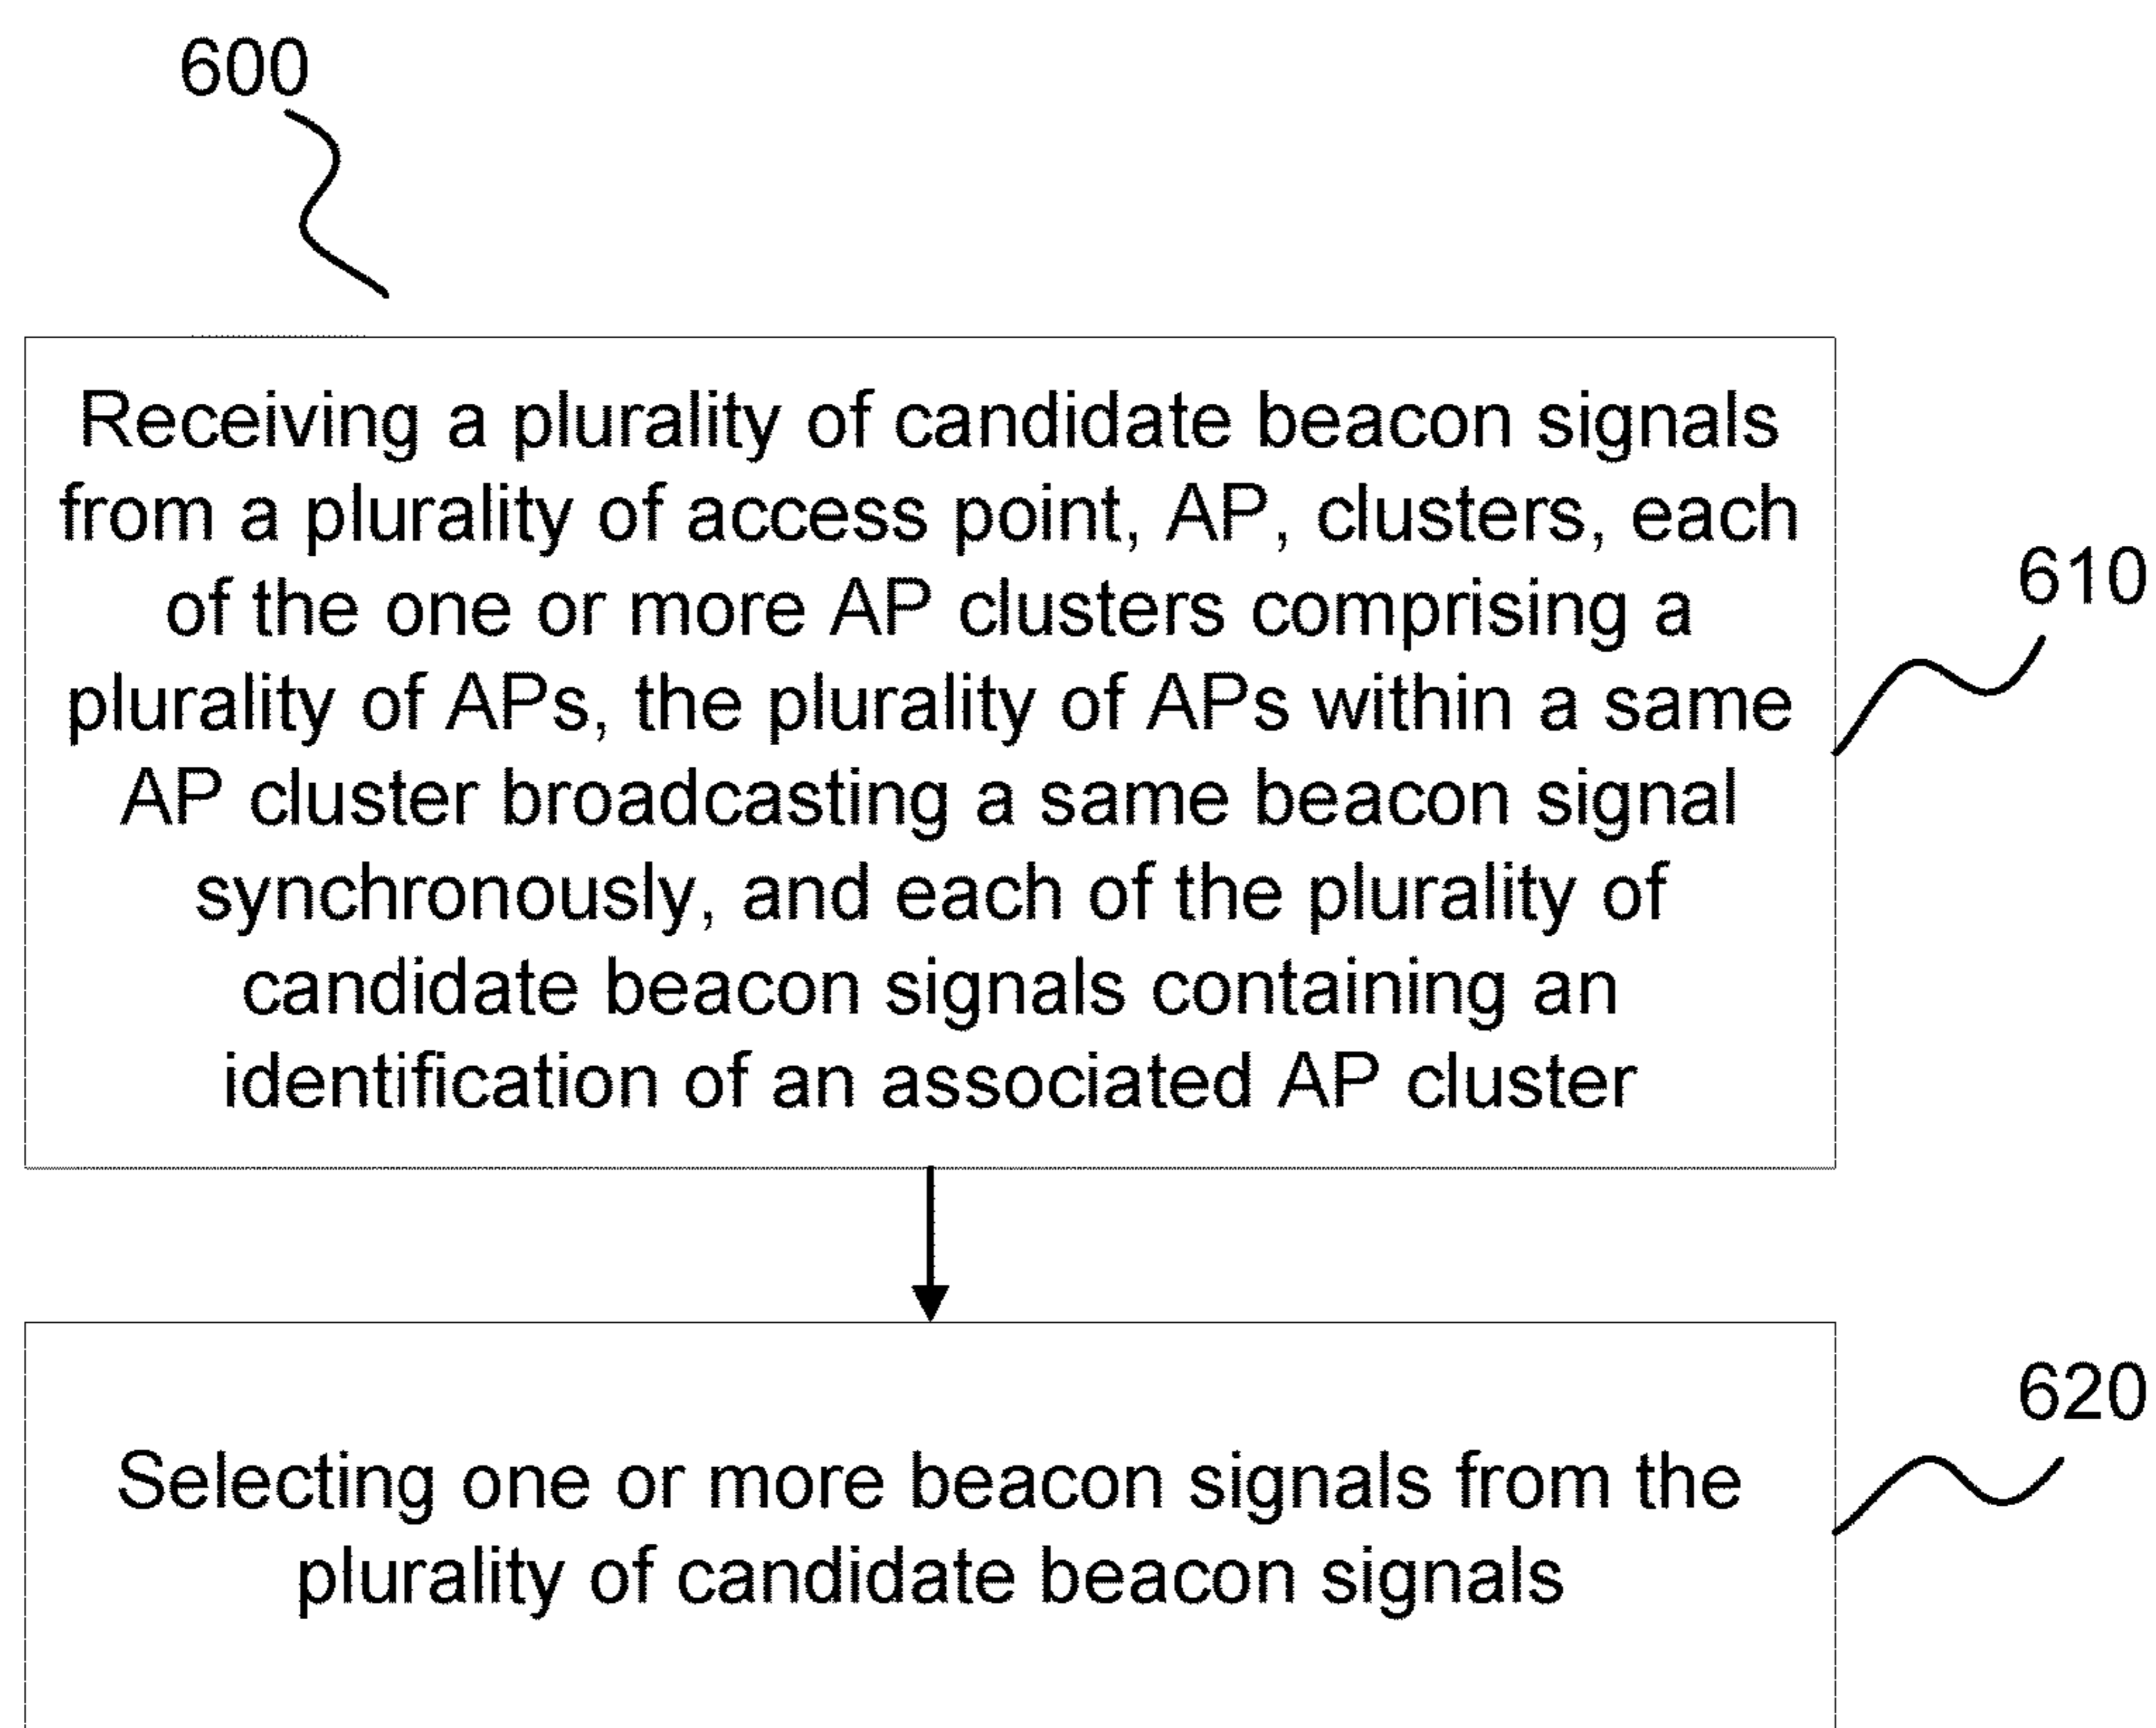 600
Receiving a plurality of candidate beacon signals
from a plurality of access point, AP, clusters, each
of the one or more AP clusters comprising a
plurality of APs, the plurality of APs within a same
AP cluster broadcasting a same beacon signal
synchronously, and each of the plurality of
candidate beacon signals containing an
identification of an associated AP cluster
610
Selecting one or more beacon signals from the
plurality of candidate beacon signals
620